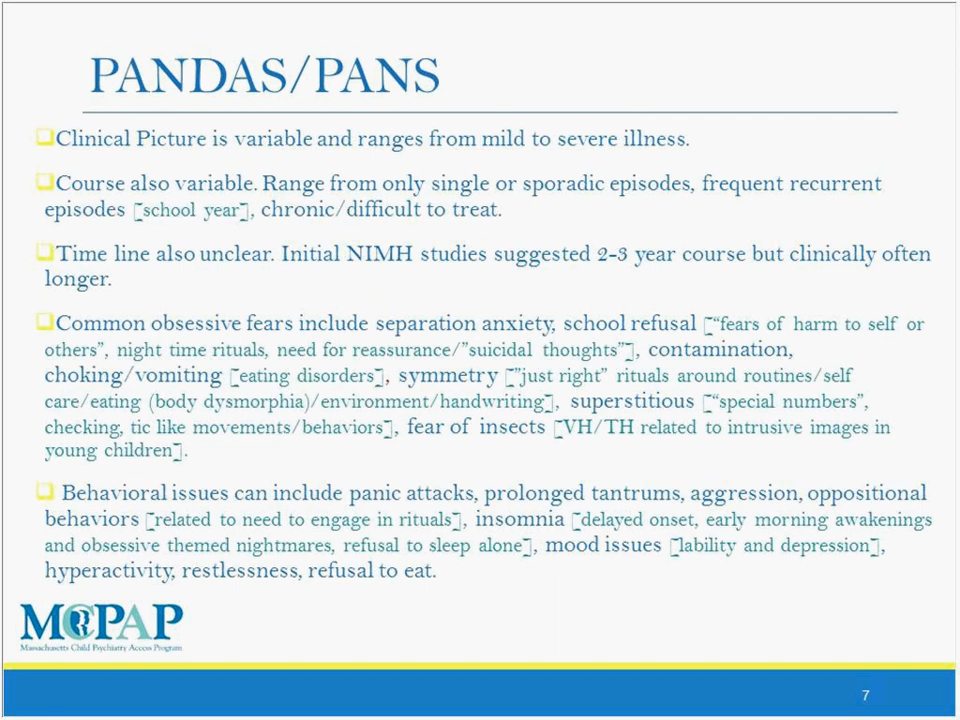 PANDAS/PANS
Clinical Picture is variable and ranges from mild to severe illness.
Course also variable. Range from only single or sporadic episodes, frequent recurrent
episodes [school year], chronic/difficult to treat.
Time line also unclear. Initial NIMH studies suggested 2-3 year course but clinically often
longer.
Common obsessive fears include separation anxiety, school refusal [“fears of harm to self or
others”, night time rituals, need for reassurance/”suicidal thoughts”], contamination,
choking/vomiting [eating disorders], symmetry [”just right” rituals around routines/self
care/eating (body dysmorphia)/environment/handwriting], superstitious [“special numbers”,
checking, tic like movements/behaviors], fear of insects [VH/TH related to intrusive images in
young children].
Behavioral issues can include panic attacks, prolonged tantrums, aggression, oppositional
behaviors [related to need to engage in rituals], insomnia [delayed onset, early morning awakenings
and obsessive themed nightmares, refusal to sleep alone], mood issues [lability and depression],
hyperactivity, restlessness, refusal to eat.
MCPAP
Massachusetts Child Psychiatry Access Program
7